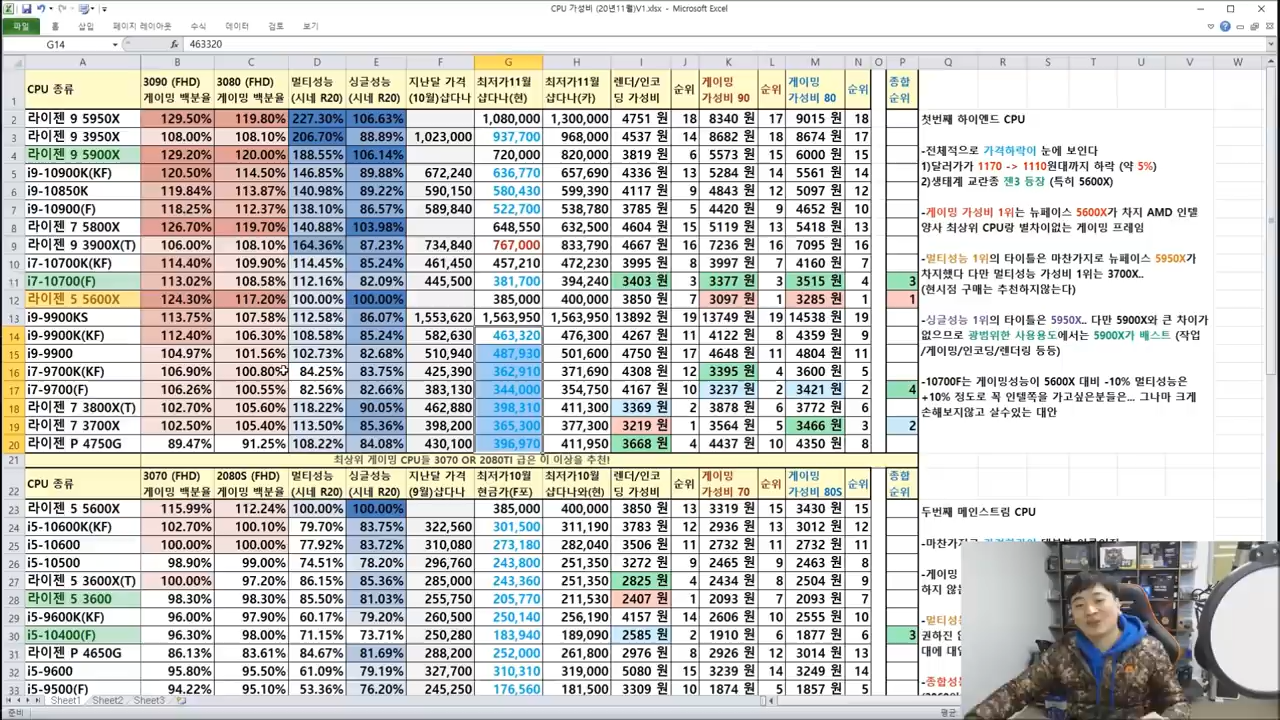 CPU 가성비 (20년11월)V1.xlsx - Microsoft Excel
파일 홈 삽입 페이지 레이아웃 수식 데이터 검토 보기
G14 fx 463320
A B C D E F G H I J K L M N O P Q R S T U V W
1 CPU 종류 3090 (FHD) 게이밍 백분율 3080 (FHD) 게이밍 백분율 멀티성능 (시네 R20) 싱글성능 (시네 R20) 지난달 가격 (10월)샵다나 최저가11월 샵다나(현) 최저가11월 샵다나(카) 렌더/인코딩 가성비 순위 게이밍 가성비 90 순위 게이밍 가성비 80 순위 종합 순위
2 라이젠 9 5950X 129.50% 119.80% 227.30% 106.63% 1,080,000 1,300,000 4751 원 18 8340 원 17 9015 원 18
3 라이젠 9 3950X 108.00% 108.10% 206.70% 88.89% 1,023,000 937,700 968,000 4537 원 14 8682 원 18 8674 원 17
4 라이젠 9 5900X 129.20% 120.00% 188.55% 106.14% 720,000 820,000 3819 원 6 5573 원 15 6000 원 15
5 i9-10900K(KF) 120.50% 114.50% 146.85% 89.88% 672,240 636,770 657,690 4336 원 13 5284 원 14 5561 원 14
6 i9-10850K 119.84% 113.87% 140.98% 89.22% 590,150 580,430 599,390 4117 원 9 4843 원 12 5097 원 12
7 i9-10900(F) 118.25% 112.37% 138.10% 86.57% 589,840 522,700 538,780 3785 원 5 4420 원 9 4652 원 10
8 라이젠 7 5800X 126.70% 119.70% 140.88% 103.98% 648,550 632,500 4604 원 15 5119 원 13 5418 원 13
9 라이젠 9 3900X(T) 106.00% 108.10% 164.36% 87.23% 734,840 767,000 833,790 4667 원 16 7236 원 16 7095 원 16
10 i7-10700K(KF) 114.40% 109.90% 114.45% 85.24% 461,450 457,210 472,230 3995 원 8 3997 원 7 4160 원 7
11 i7-10700(F) 113.02% 108.58% 112.16% 82.09% 445,500 381,700 394,240 3403 원 3 3377 원 3 3515 원 4 3
12 라이젠 5 5600X 124.30% 117.20% 100.00% 100.00% 385,000 400,000 3850 원 7 3097 원 1 3285 원 1 1
13 i9-9900KS 113.75% 107.58% 112.58% 86.07% 1,553,620 1,563,950 1,563,950 13892 원 19 13749 원 19 14538 원 19
14 i9-9900K(KF) 112.40% 106.30% 108.58% 85.24% 582,630 463,320 476,300 4267 원 11 4122 원 8 4359 원 9
15 i9-9900 104.97% 101.56% 102.73% 82.68% 510,940 487,930 501,600 4750 원 17 4648 원 11 4804 원 11
16 i7-9700K(KF) 106.90% 100.80% 84.25% 83.75% 425,390 362,910 371,690 4308 원 12 3395 원 4 3600 원 5
17 i7-9700(F) 106.26% 100.55% 82.56% 82.66% 383,130 344,000 354,750 4167 원 10 3237 원 2 3421 원 2 4
18 라이젠 7 3800X(T) 102.70% 105.60% 118.22% 90.05% 462,880 398,310 411,300 3369 원 2 3878 원 6 3772 원 6
19 라이젠 7 3700X 102.50% 105.40% 113.50% 85.36% 398,200 365,300 377,300 3219 원 1 3564 원 5 3466 원 3 2
20 라이젠 P 4750G 89.47% 91.25% 108.22% 84.08% 430,100 396,970 411,950 3668 원 4 4437 원 10 4350 원 8
21 최상위 게이밍 CPU들 3070 OR 2080TI 급은 이 이상을 추천!
22 CPU 종류 3070 (FHD) 게이밍 백분율 2080S (FHD) 게이밍 백분율 멀티성능 (시네 R20) 싱글성능 (시네 R20) 지난달 가격 (9월)샵다나 최저가10월 현금가(F포) 최저가10월 샵다나와(현) 렌더/인코딩 가성비 순위 게이밍 가성비 70 순위 게이밍 가성비 80S 순위 종합 순위
23 라이젠 5 5600X 115.99% 112.24% 100.00% 100.00% 385,000 400,000 3850 원 13 3319 원 15 3430 원 15
24 i5-10600K(KF) 102.70% 100.10% 79.70% 83.75% 322,560 301,500 311,190 3783 원 12 2936 원 13 3012 원 12
25 i5-10600 100.00% 100.00% 77.92% 83.72% 310,080 273,180 282,040 3506 원 11 2732 원 11 2732 원 11
26 i5-10500 98.90% 99.00% 74.51% 78.20% 296,760 243,800 251,350 3272 원 9 2465 원 9 2463 원 8
27 라이젠 5 3600X(T) 100.00% 97.20% 86.15% 85.36% 285,000 243,360 251,350 2825 원 4 2434 원 8 2504 원 9
28 라이젠 5 3600 98.30% 98.30% 85.50% 81.03% 255,750 205,770 211,530 2407 원 1 2093 원 7 2093 원 7
29 i5-9600K(KF) 96.00% 97.90% 60.17% 79.20% 260,500 250,140 256,290 4157 원 14 2606 원 10 2555 원 10
30 i5-10400(F) 96.30% 98.00% 71.15% 73.71% 250,280 183,940 189,090 2585 원 2 1910 원 6 1877 원 6 3
31 라이젠 P 4650G 86.13% 83.61% 84.67% 81.69% 288,200 252,000 261,800 2976 원 8 2926 원 12 3014 원 13
32 i5-9600 95.80% 95.50% 61.09% 79.19% 327,700 310,310 319,000 5080 원 15 3239 원 14 3249 원 14
33 i5-9500(F) 94.22% 95.10% 53.36% 76.20% 245,250 176,560 181,500 3309 원 10 1874 원 5 1857 원 5
첫번째 하이엔드 CPU
-전체적으로 가격하락이 눈에 보인다
1)달러가가 1170 -> 1110원대까지 하락 (약 5%)
2)생태계 교란종 젠3 등장 (특히 5600X)
-게이밍 가성비 1위는 뉴페이스 5600X가 차지 AMD 인텔
양사 최상위 CPU랑 별차이없는 게이밍 프레임
-멀티성능 1위의 타이틀은 마찬가지로 뉴페이스 5950X가
차지했다 다만 멀티성능 가성비 1위는 3700X..
(현시점 구매는 추천하지않는다)
-싱글성능 1위의 타이틀은 5950X.. 다만 5900X와 큰 차이가
없으므로 광범위한 사용용도에서는 5900X가 베스트 (작업
/게이밍/인코딩/렌더링 등등)
-10700F는 게이밍성능이 5600X 대비 -10% 멀티성능은
+10% 정도로 꼭 인텔쪽을 가고싶은분들은... 그나마 크게
손해보지않고 살수있는 대안
두번째 메인스트림 CPU
-게이밍
하지 않는
-멀티성능
권하진
대에
-종합성능
Sheet1 Sheet2 Sheet3
준비 평균